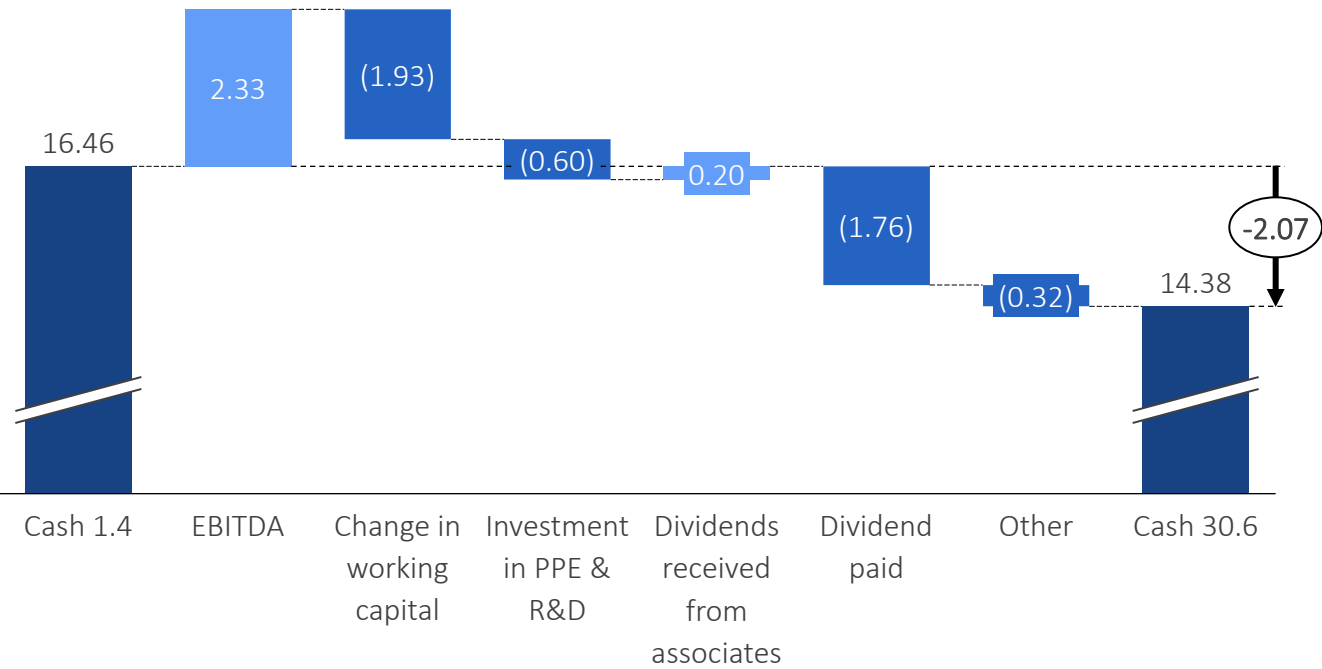 2.33
(1.93)
16.46
(0.60)
0.20
(1.76)
-2.07
14.38
(0.32)
Cash 1.4
EBITDA
Change in
working
capital
Investment
in PPE &
R&D
Dividends
received
from
associates
Dividend
paid
Other
Cash 30.6